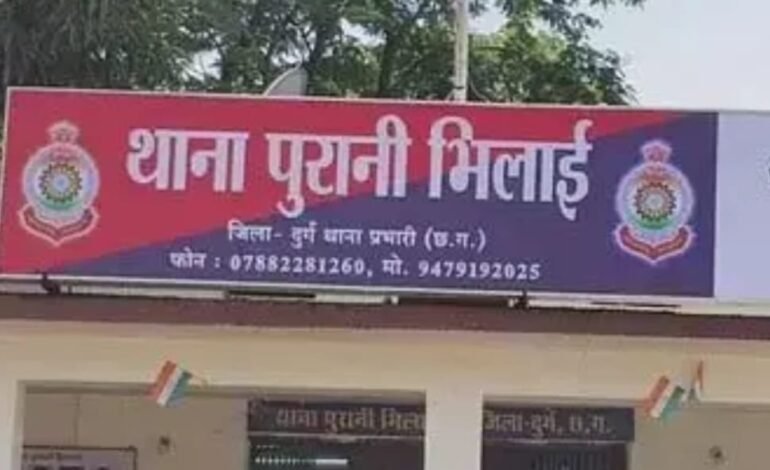 थाना पुरानी भिलाई
जिला- दुर्ग थाना प्रभारी (छ.ग.)
फोन : 07882281260, मो. 9479192025
थाना पुरानी भिला जिला-दुर्ग, छ.ग.